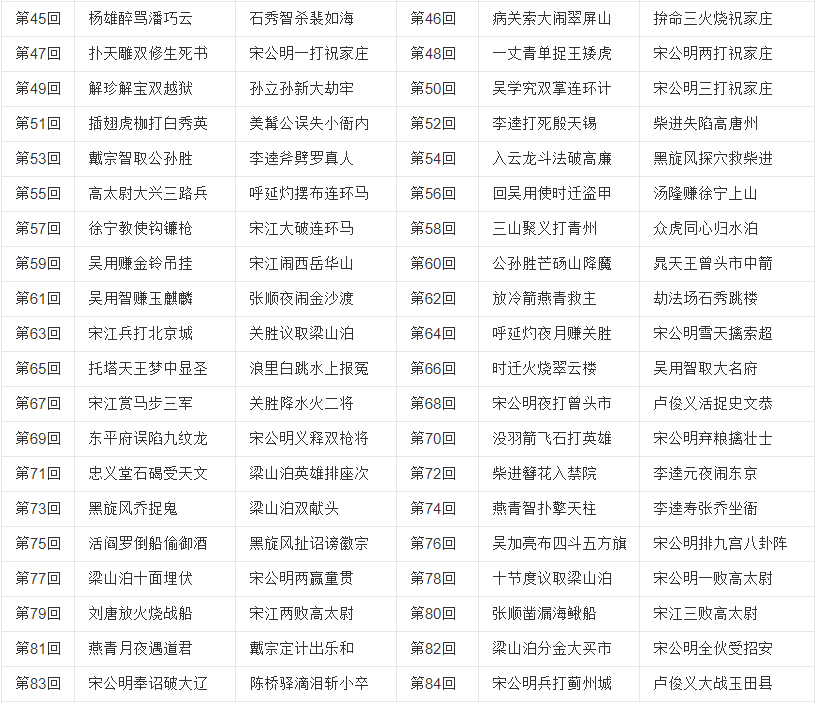 第45回 杨雄醉骂潘巧云 石秀智杀裴如海 第46回 病关索大闹翠屏山 拚命三火烧祝家庄
第47回 扑天雕双修生死书 宋公明一打祝家庄 第48回 一丈青单捉王矮虎 宋公明两打祝家庄
第49回 解珍解宝双越狱 孙立孙新大劫牢 第50回 吴学究双掌连环计 宋公明三打祝家庄
第51回 插翅虎枷打白秀英 美髯公误失小衙内 第52回 李逵打死殷天锡 柴进失陷高唐州
第53回 戴宗智取公孙胜 李逵斧劈罗真人 第54回 入云龙斗法破高廉 黑旋风探穴救柴进
第55回 高太尉大兴三路兵 呼延灼摆布连环马 第56回 回吴用使时迁盗甲 汤隆赚徐宁上山
第57回 徐宁教使钩镰枪 宋江大破连环马 第58回 三山聚义打青州 众虎同心归水泊
第59回 吴用赚金铃吊挂 宋江闹西岳华山 第60回 公孙胜芒砀山降魔 晁天王曾头市中箭
第61回 吴用智赚玉麒麟 张顺夜闹金沙渡 第62回 放冷箭燕青救主 劫法场石秀跳楼
第63回 宋江兵打北京城 关胜议取梁山泊 第64回 呼延灼夜月赚关胜 宋公明雪天擒索超
第65回 托塔天王梦中显圣 浪里白跳水上报冤 第66回 时迁火烧翠云楼 吴用智取大名府
第67回 宋江赏马步三军 关胜降水火二将 第68回 宋公明夜打曾头市 卢俊义活捉史文恭
第69回 东平府误陷九纹龙 宋公明义释双枪将 第70回 没羽箭飞石打英雄 宋公明弃粮擒壮士
第71回 忠义堂石碣受天文 梁山泊英雄排座次 第72回 柴进簪花入禁院 李逵元夜闹东京
第73回 黑旋风乔捉鬼 梁山泊双献头 第74回 燕青智扑擎天柱 李逵寿张乔坐衙
第75回 活阎罗倒船偷御酒 黑旋风扯诏谤徽宗 第76回 吴加亮布四斗五方旗 宋公明排九宫八卦阵
第77回 梁山泊十面埋伏 宋公明两赢童贯 第78回 十节度议取梁山泊 宋公明一败高太尉
第79回 刘唐放火烧战船 宋江两败高太尉 第80回 张顺凿漏海鳅船 宋江三败高太尉
第81回 燕青月夜遇道君 戴宗定计出乐和 第82回 梁山泊分金大买市 宋公明全伙受招安
第83回 宋公明奉诏破大辽 陈桥驿滴泪斩小卒 第84回 宋公明兵打蓟州城 卢俊义大战玉田县